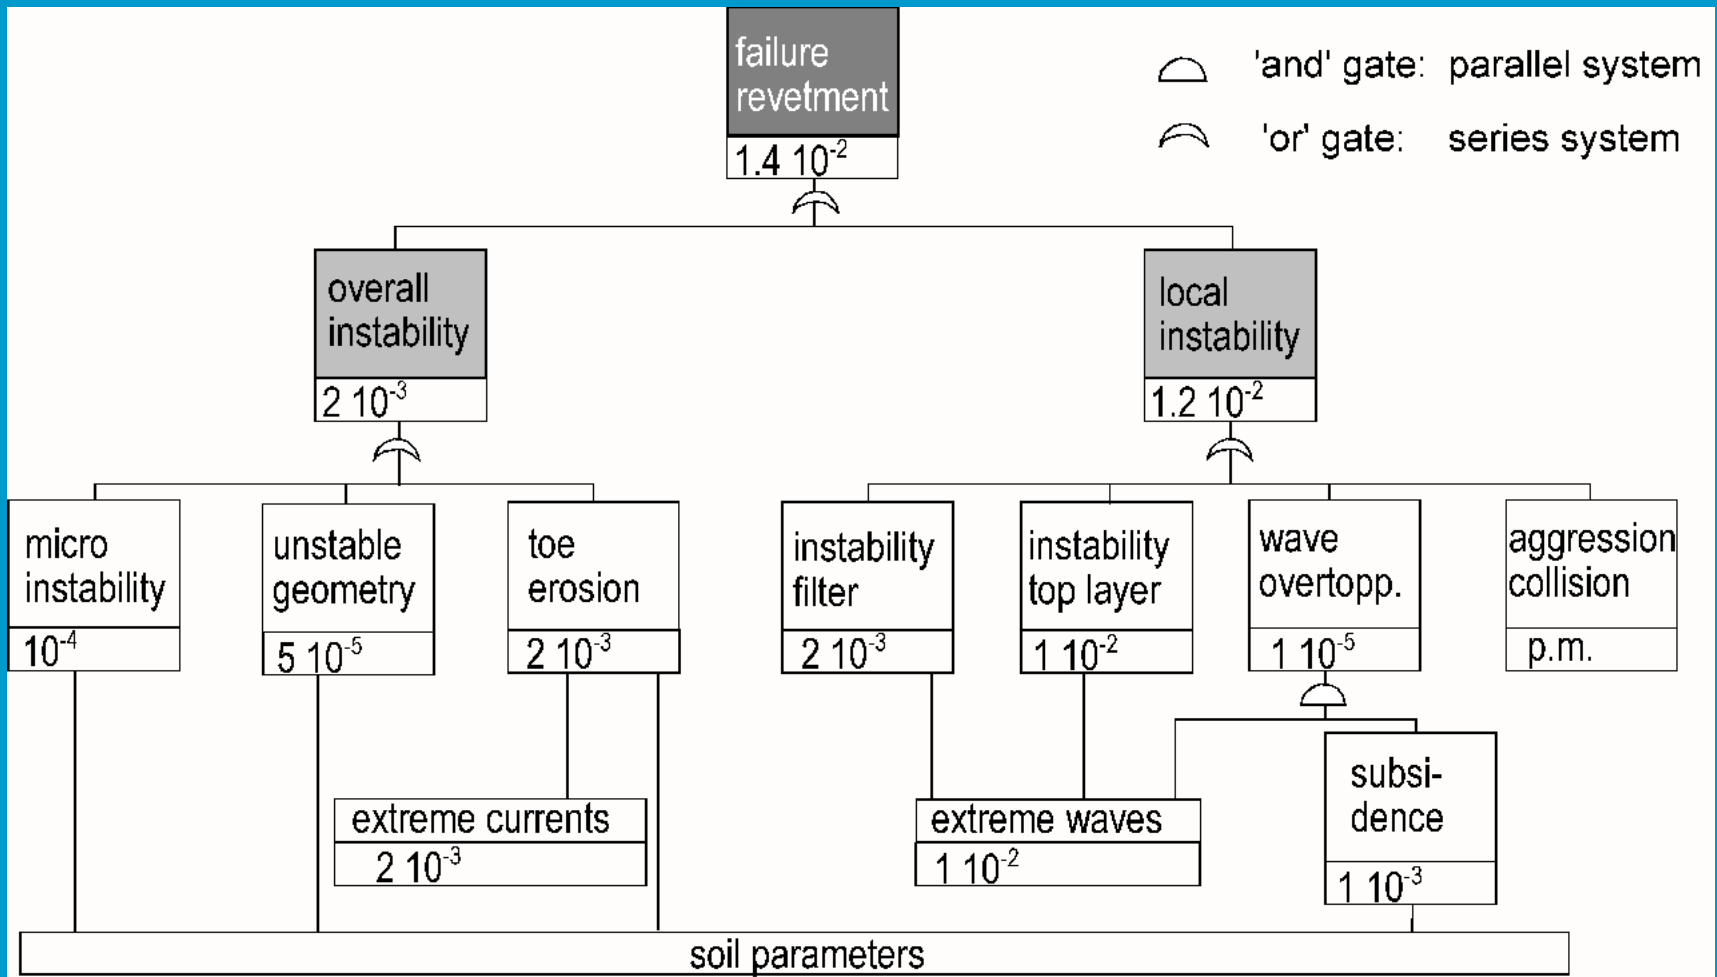 failure
revetment
1.4 10⁻²
'and' gate: parallel system
'or' gate: series system
overall
instability
2 10⁻³
local
instability
1.2 10⁻²
micro
instability
10⁻⁴
unstable
geometry
5 10⁻⁵
toe
erosion
2 10⁻³
instability
filter
2 10⁻³
instability
top layer
1 10⁻²
wave
overtopp.
1 10⁻⁵
aggression
collision
p.m.
extreme currents
2 10⁻³
extreme waves
1 10⁻²
subsi-
dence
1 10⁻³
soil parameters